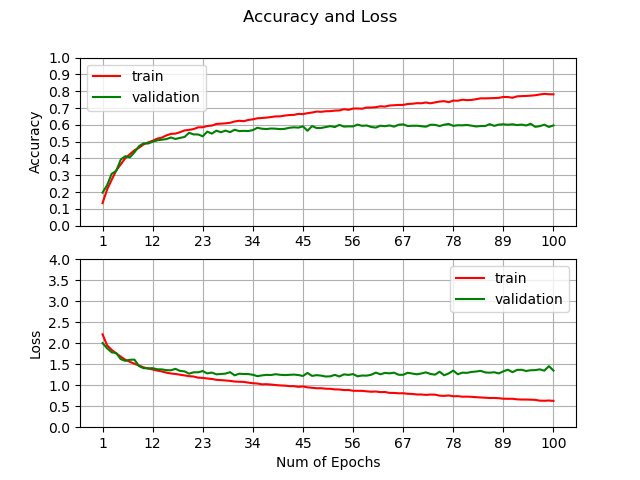 Accuracy and Loss
1.0
0.9
0.8
0.7
0.6
0.5
0.4
0.3
0.2
0.1
0.0
Accuracy
train
validation
1 12 23 34 45 56 67 78 89 100
4.0
3.5
3.0
2.5
2.0
1.5
1.0
0.5
0.0
Loss
train
validation
1 12 23 34 45 56 67 78 89 100
Num of Epochs